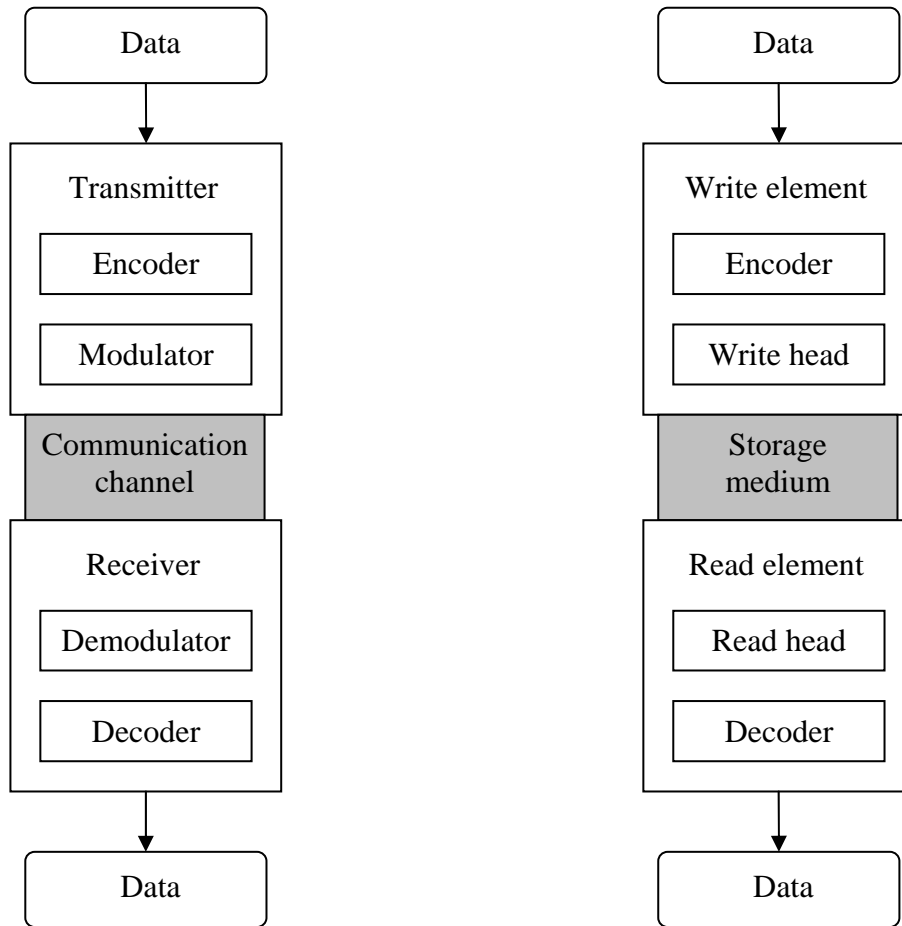 Data
Transmitter
Encoder
Modulator
Communication
channel
Receiver
Demodulator
Decoder
Data
Data
Write element
Encoder
Write head
Storage
medium
Read element
Read head
Decoder
Data